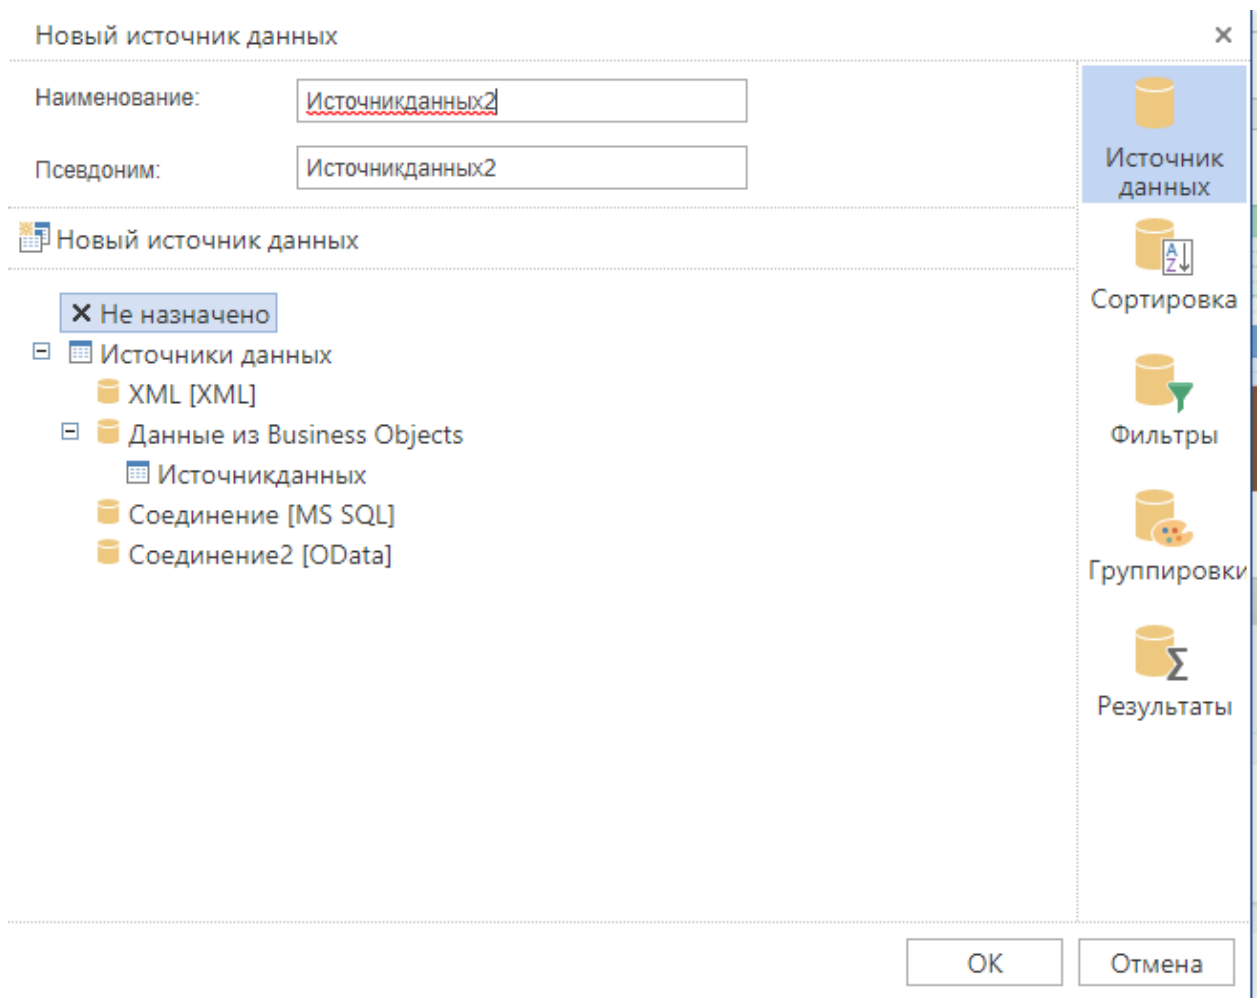 Новый источник данных
Наименование:
Источникданных2
Псевдоним:
Источникданных2
Новый источник данных
Не назначено
Источники данных
XML [XML]
Данные из Business Objects
Источникданных
Соединение [MS SQL]
Соединение2 [OData]
Источник
данных
Сортировка
Фильтры
Группировки
Результаты
OK
Отмена